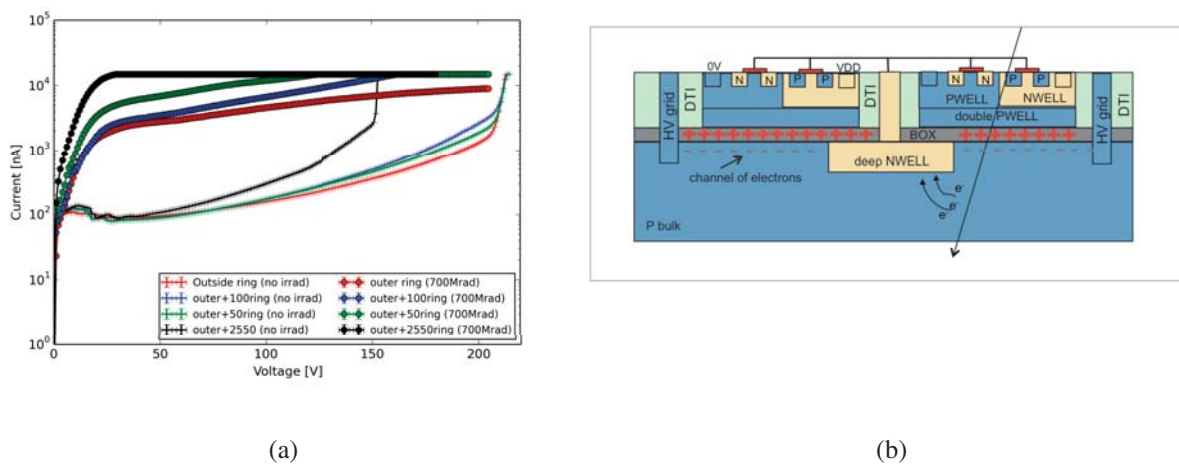 10^5
10^4
10^3
10^2
10^1
10^0
Current [nA]
Outside ring (no irrad)
outer+100ring (no irrad)
outer+50ring (no irrad)
outer+2550 (no irrad)
outer ring (700Mrad)
outer+100ring (700Mrad)
outer+50ring (700Mrad)
outer+2550ring (700Mrad)
0 50 100 150 200
Voltage [V]
(a)
0V VDD
N N P P N N P P
HV grid DTI DTI PWELL NWELL HV grid DTI
double PWELL
BOX
+++++++++++++ ++++++++
deep NWELL
channel of electrons
e-
e-
e-
P bulk
(b)